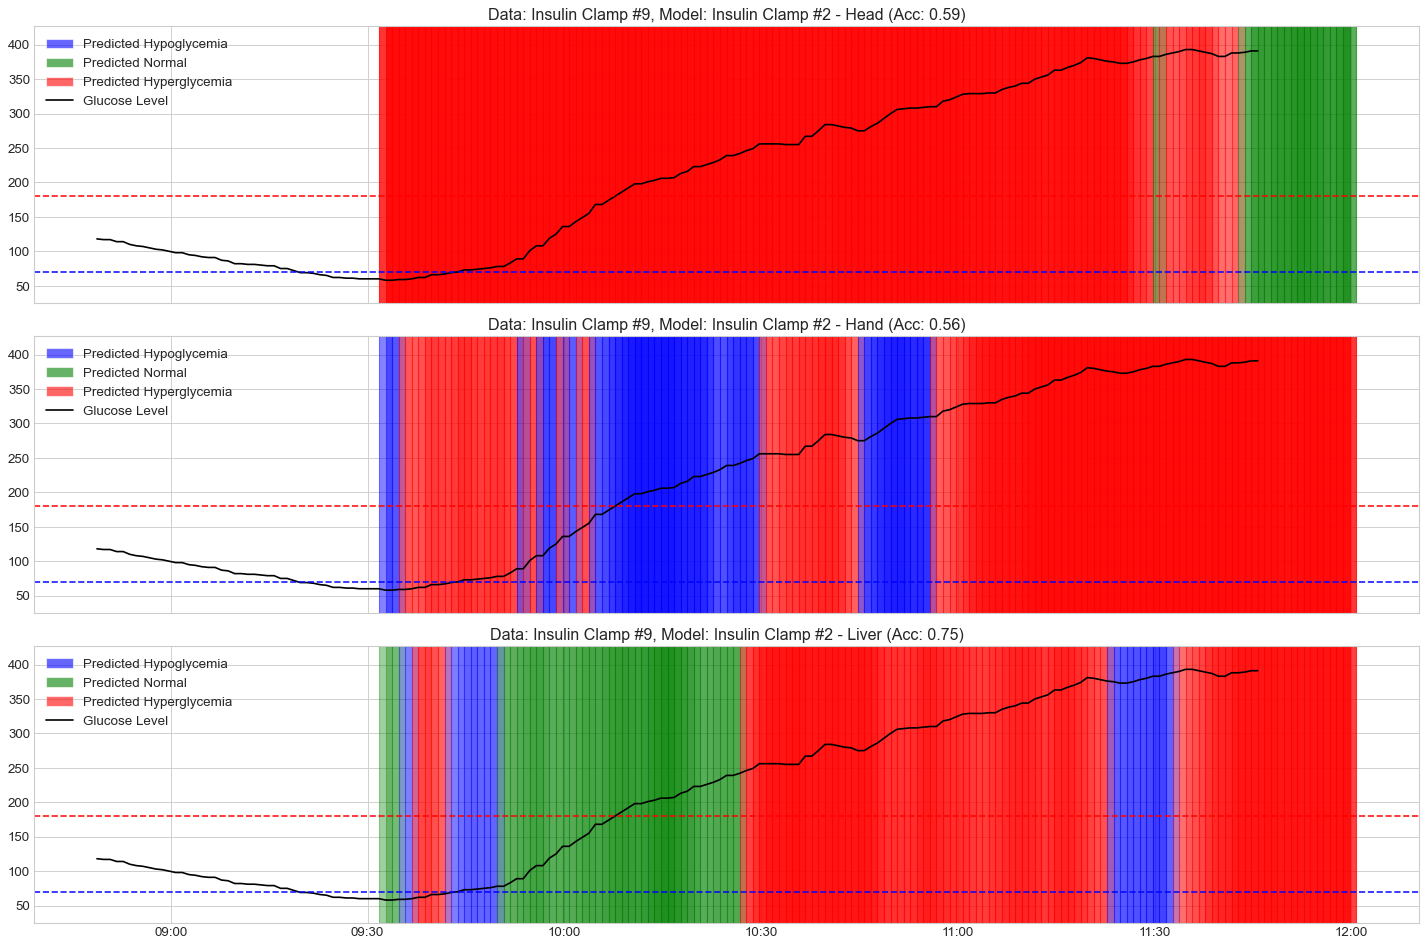 Data: Insulin Clamp #9, Model: Insulin Clamp #2 - Head (Acc: 0.59)
400
350
300
250
200
150
100
50
Predicted Hypoglycemia
Predicted Normal
Predicted Hyperglycemia
Glucose Level
Data: Insulin Clamp #9, Model: Insulin Clamp #2 - Hand (Acc: 0.56)
400
350
300
250
200
150
100
50
Predicted Hypoglycemia
Predicted Normal
Predicted Hyperglycemia
Glucose Level
Data: Insulin Clamp #9, Model: Insulin Clamp #2 - Liver (Acc: 0.75)
400
350
300
250
200
150
100
50
Predicted Hypoglycemia
Predicted Normal
Predicted Hyperglycemia
Glucose Level
09:00 09:30 10:00 10:30 11:00 11:30 12:00